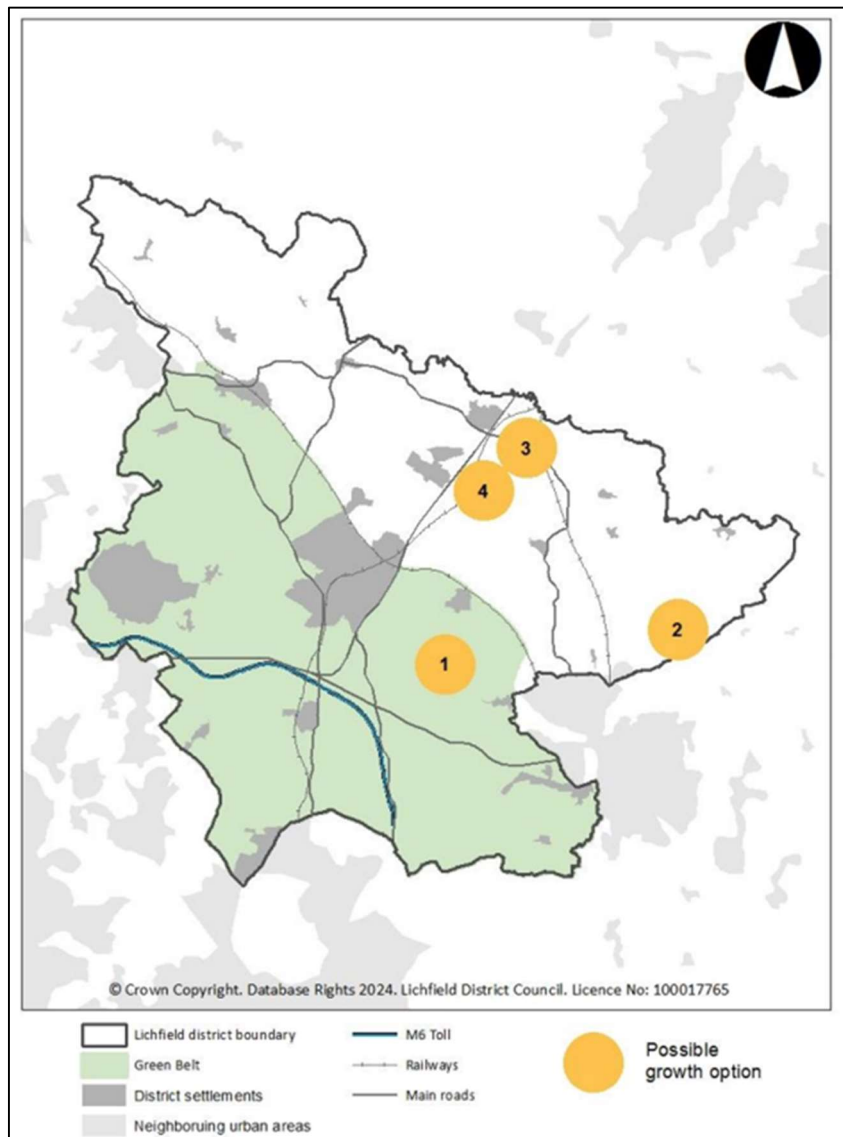 3
4
2
1
© Crown Copyright. Database Rights 2024. Lichfield District Council. Licence No: 100017765
Lichfield district boundary
Green Belt
District settlements
Neighboruing urban areas
M6 Toll
Railways
Main roads
Possible
growth option